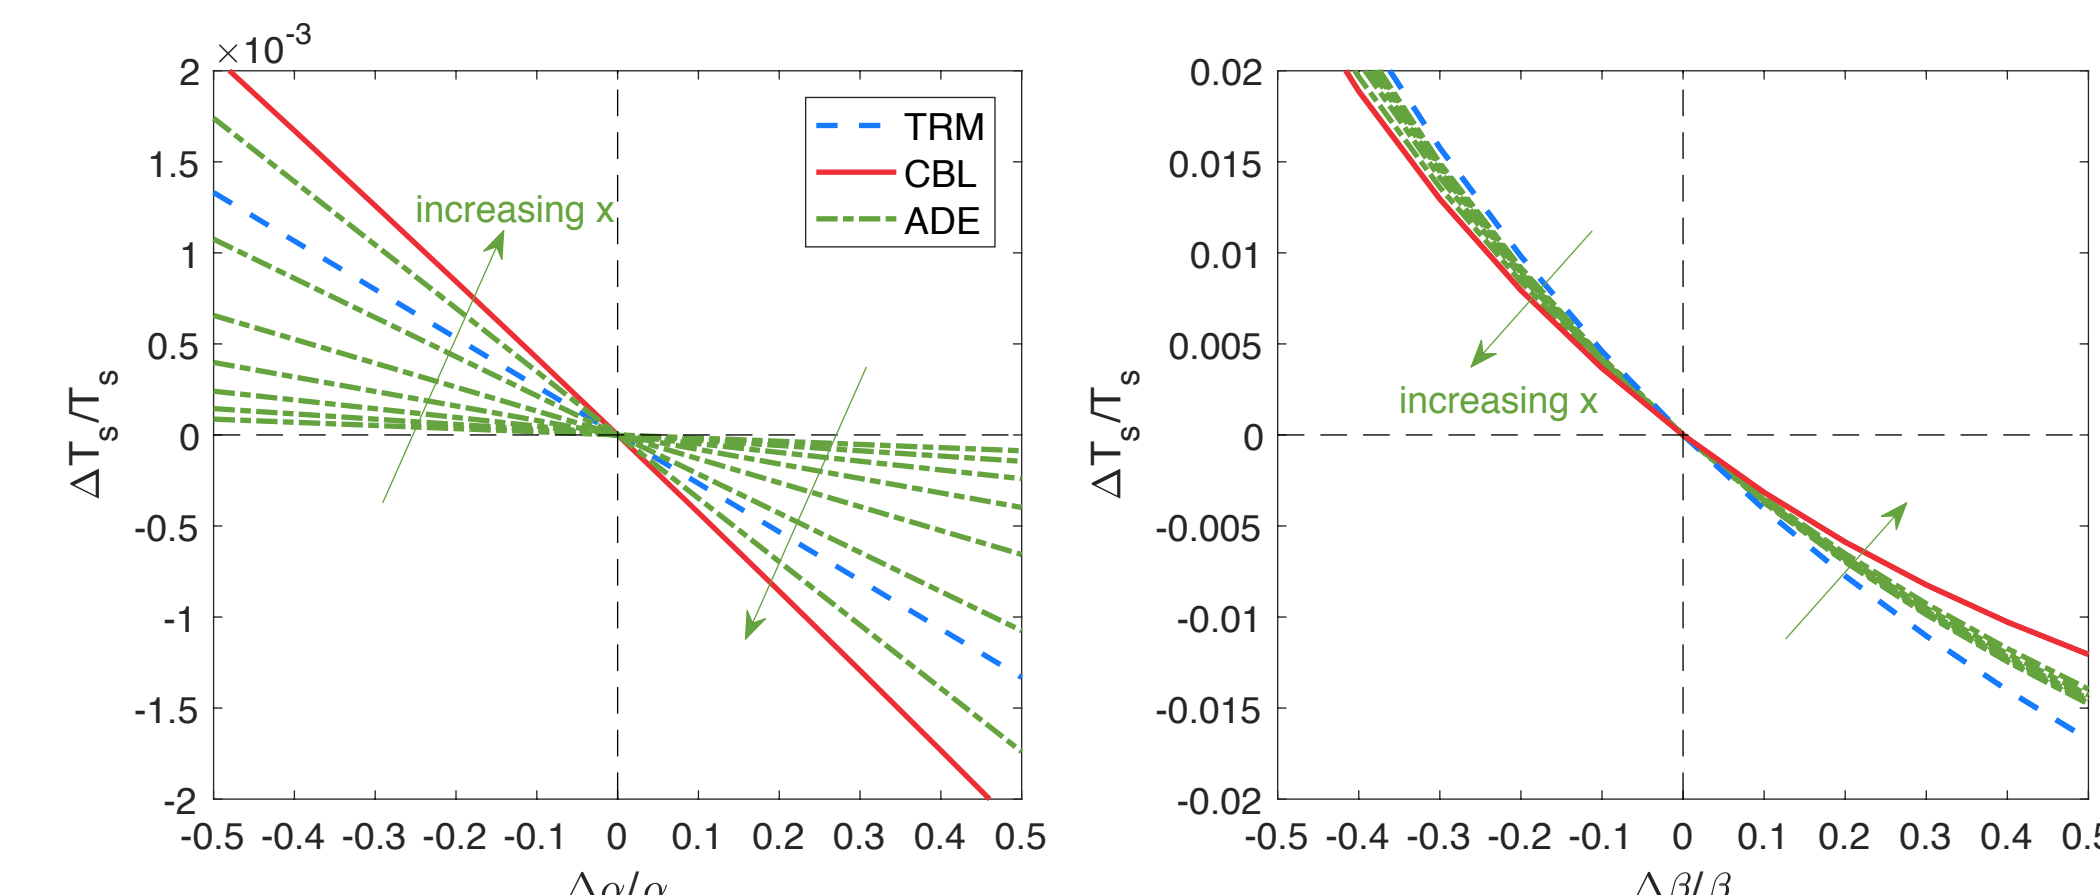 ×10⁻³
2
1.5
1
0.5
0
-0.5
-1
-1.5
-2
-0.5 -0.4 -0.3 -0.2 -0.1 0 0.1 0.2 0.3 0.4 0.5
ΔTₛ/Tₛ
Δα/α
increasing x
TRM
CBL
ADE
0.02
0.015
0.01
0.005
0
-0.005
-0.01
-0.015
-0.02
-0.5 -0.4 -0.3 -0.2 -0.1 0 0.1 0.2 0.3 0.4 0.5
ΔTₛ/Tₛ
Δβ/β
increasing x